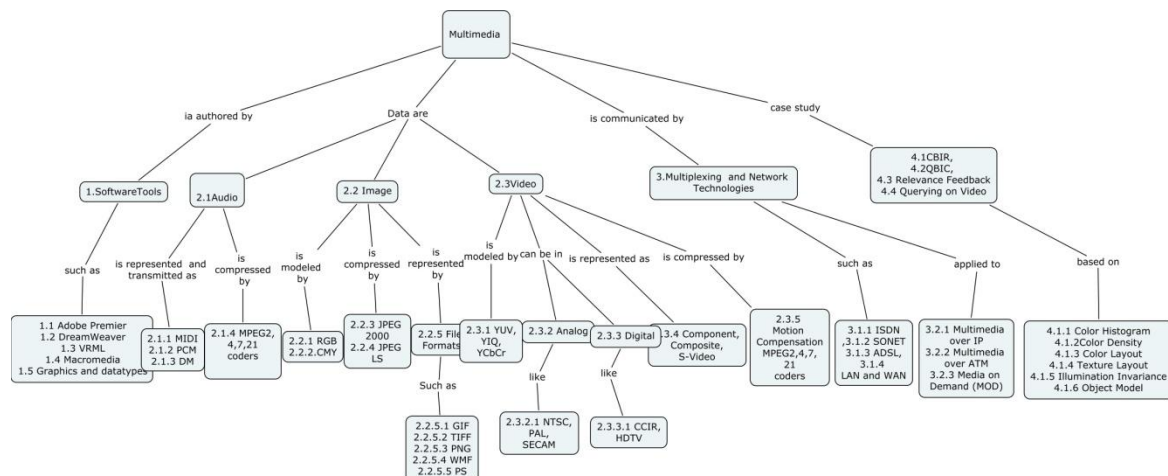 Multimedia
ia authored by
Data are
is communicated by
case study
1.SoftwareTools
2.1Audio
2.2 Image
2.3Video
3.Multiplexing and Network
Technologies
4.1CBIR,
4.2QBIC,
4.3 Relevance Feedback
4.4 Querying on Video
such as
is represented and
transmitted as
is
compressed by
is
modeled
by
is
compressed
by
is
represented
by
is
modeled by
can be in
is represented as
is compressed by
such as
applied to
based on
1.1 Adobe Premier
1.2 DreamWeaver
1.3 VRML
1.4 Macromedia
1.5 Graphics and datatypes
2.1.1 MIDI
2.1.2 PCM
2.1.3 DM
2.1.4 MPEG2,
4,7,21
coders
2.2.1 RGB
2.2.2.CMY
2.2.3 JPEG
2000
2.2.4 JPEG
LS
2.2.5 File
Formats
2.3.1 YUV,
YIQ,
YCbCr
2.3.2 Analog
2.3.3 Digital
2.3.4 Component,
Composite,
S-Video
2.3.5
Motion
Compensation
MPEG2,4,7,
21
coders
3.1.1 ISDN
,3.1.2 SONET
3.1.3 ADSL,
3.1.4
LAN and WAN
3.2.1 Multimedia
over IP
3.2.2 Multimedia
over ATM
3.2.3 Media on
Demand (MOD)
4.1.1 Color Histogram
4.1.2Color Density
4.1.3 Color Layout
4.1.4 Texture Layout
4.1.5 Illumination Invariance
4.1.6 Object Model
Such as
like
like
2.2.5.1 GIF
2.2.5.2 TIFF
2.2.5.3 PNG
2.2.5.4 WMF
2.2.5.5 PS
2.3.2.1 NTSC,
PAL,
SECAM
2.3.3.1 CCIR,
HDTV